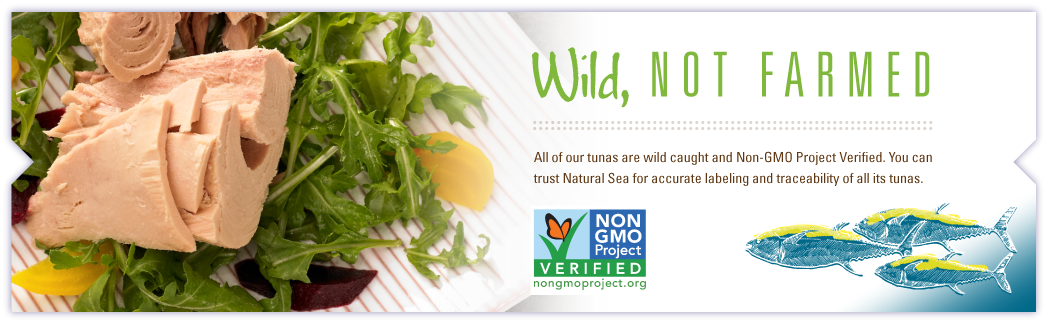 Wild, NOT FARMED
All of our tunas are wild caught and Non-GMO Project Verified. You can
trust Natural Sea for accurate labeling and traceability of all its tunas.
NON
GMO
Project
VERIFIED
nongmoproject.org